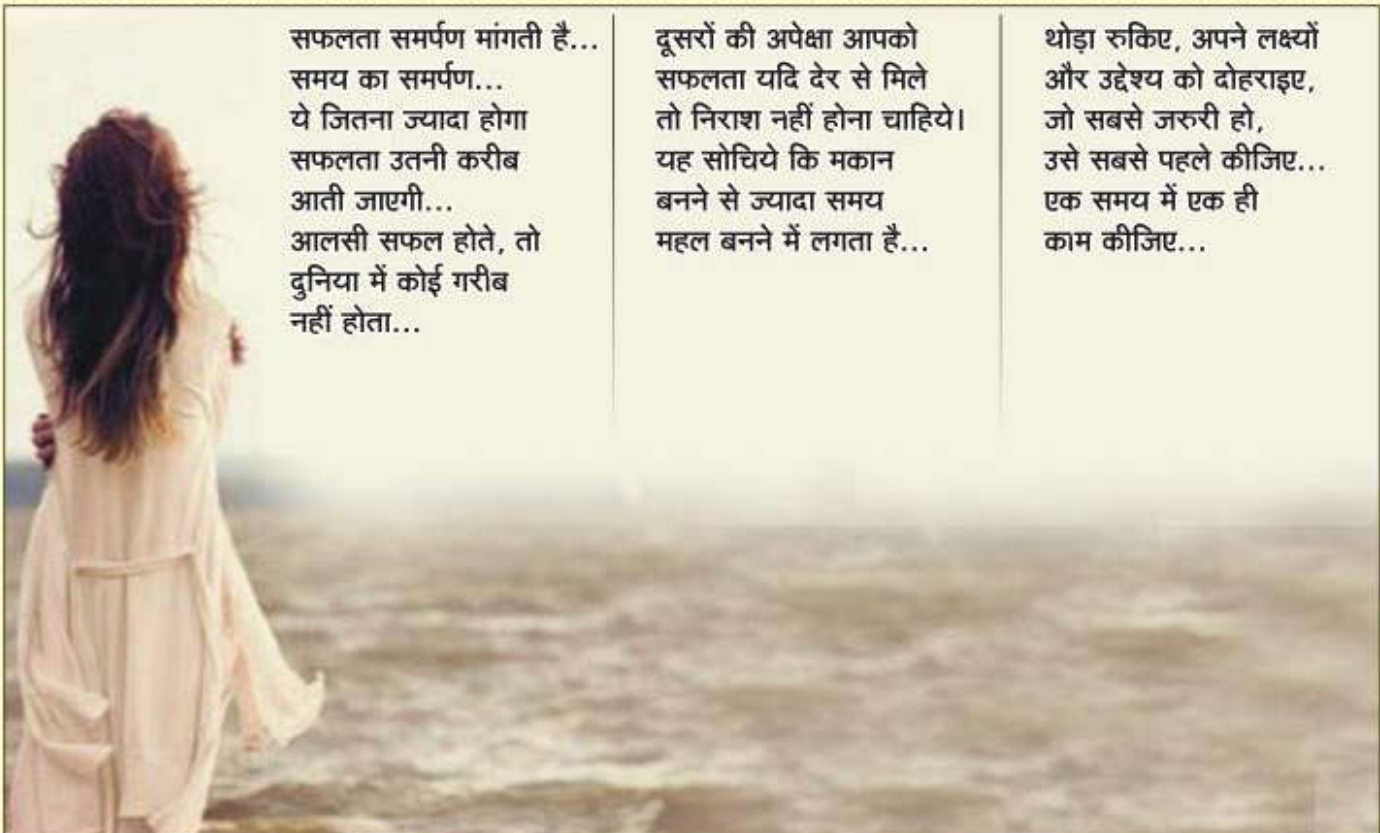 सफलता समर्पण मांगती है...
समय का समर्पण...
ये जितना ज्यादा होगा
सफलता उतनी करीब
आती जाएगी...
आलसी सफल होते, तो
दुनिया में कोई गरीब
नहीं होता...
दूसरों की अपेक्षा आपको
सफलता यदि देर से मिले
तो निराश नहीं होना चाहिये।
यह सोचिये कि मकान
बनने से ज्यादा समय
महल बनने में लगता है...
थोड़ा रुकिए, अपने लक्ष्यों
और उद्देश्य को दोहराइए,
जो सबसे जरुरी हो,
उसे सबसे पहले कीजिए...
एक समय में एक ही
काम कीजिए...